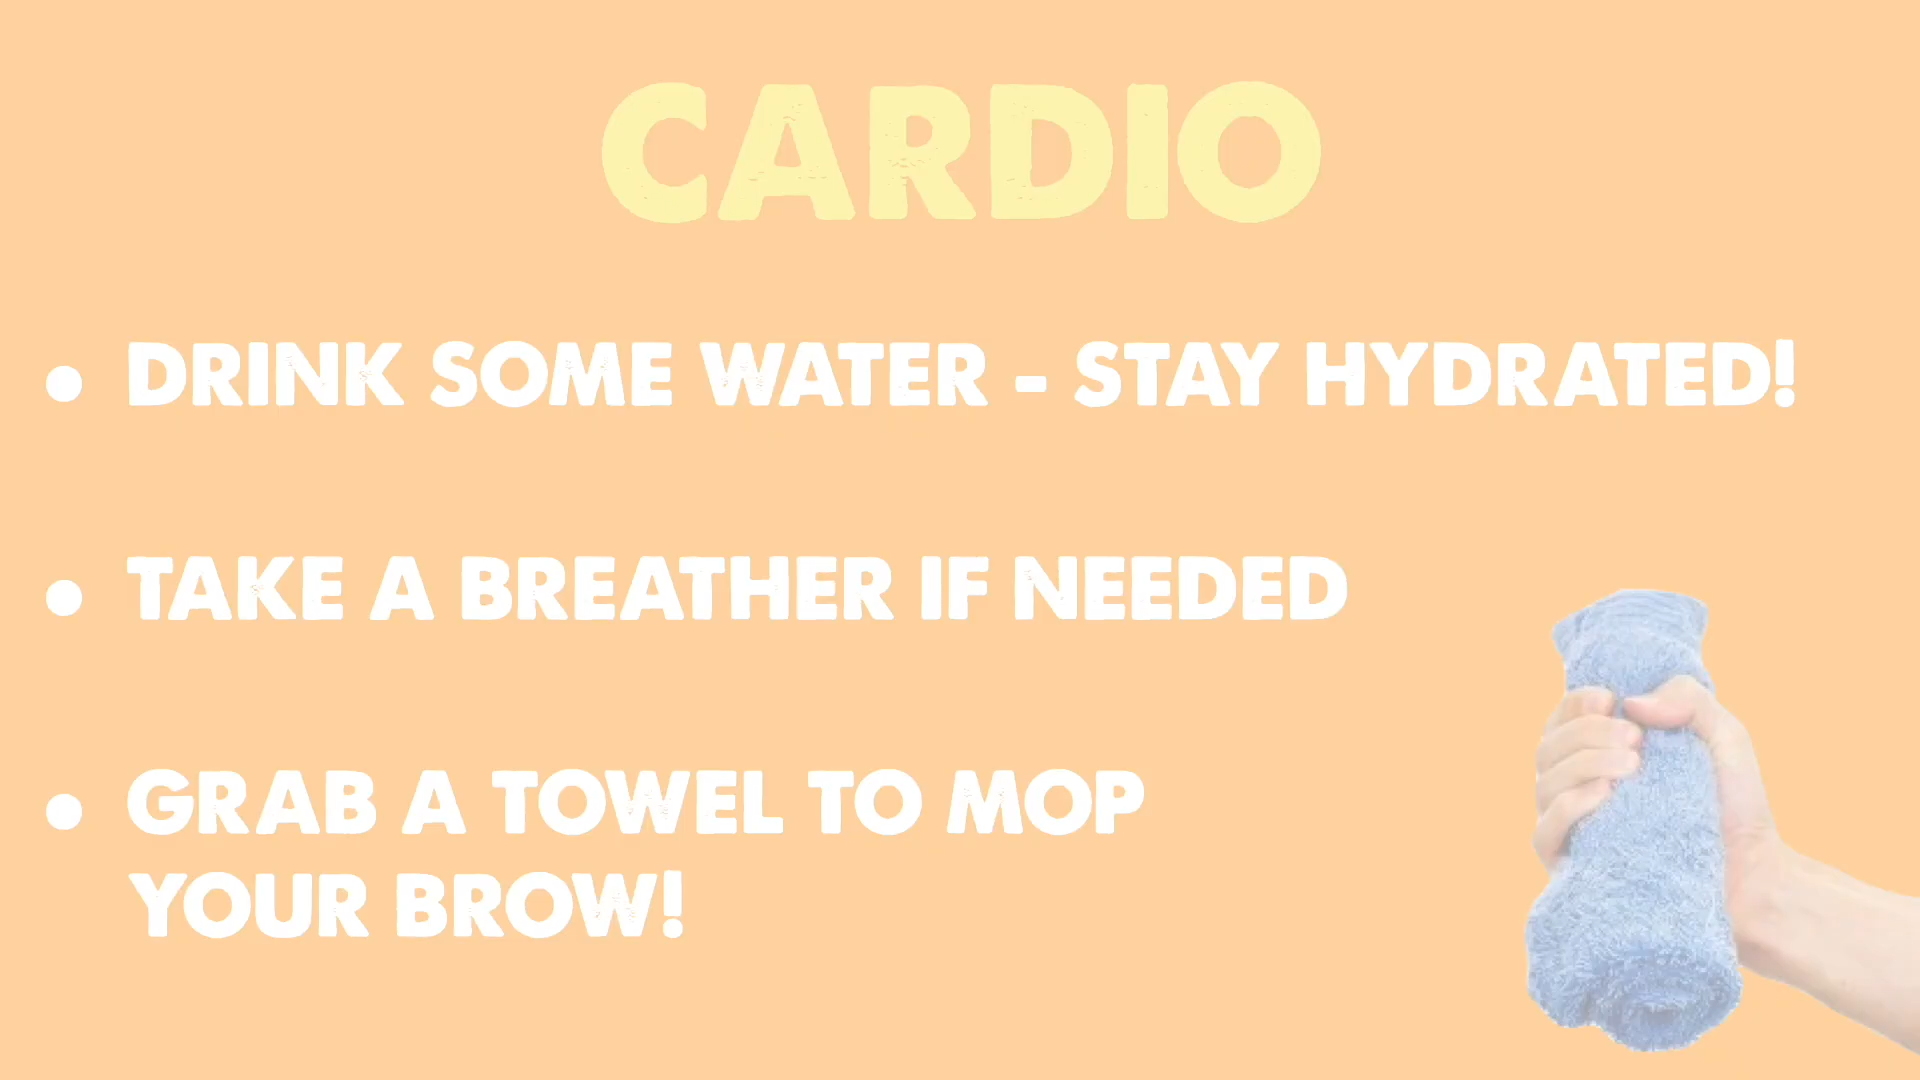 CARDIO
• DRINK SOME WATER - STAY HYDRATED!
• TAKE A BREATHER IF NEEDED
• GRAB A TOWEL TO MOP
YOUR BROW!